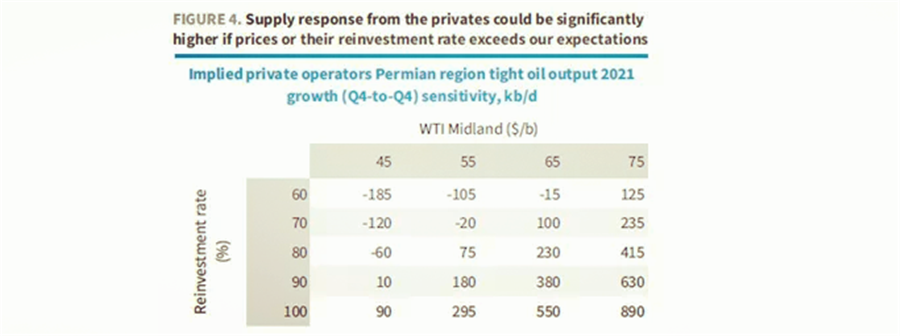 FIGURE 4. Supply response from the privates could be significantly
higher if prices or their reinvestment rate exceeds our expectations
Implied private operators Permian region tight oil output 2021
growth (Q4-to-Q4) sensitivity, kb/d
WTI Midland ($/b)
45 55 65 75
Reinvestment rate
(%)
60 -185 -105 -15 125
70 -120 -20 100 235
80 -60 75 230 415
90 10 180 380 630
100 90 295 550 890